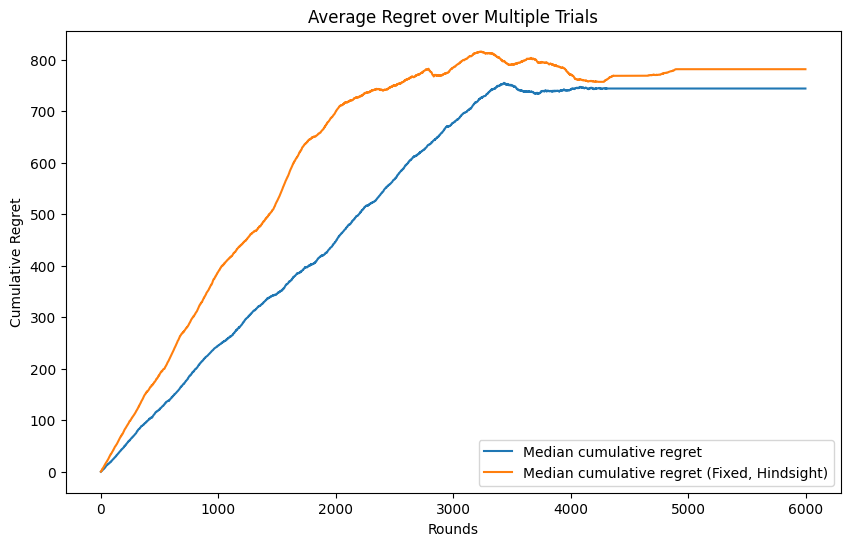 Average Regret over Multiple Trials
Cumulative Regret
800
700
600
500
400
300
200
100
0
Median cumulative regret
Median cumulative regret (Fixed, Hindsight)
0 1000 2000 3000 4000 5000 6000
Rounds